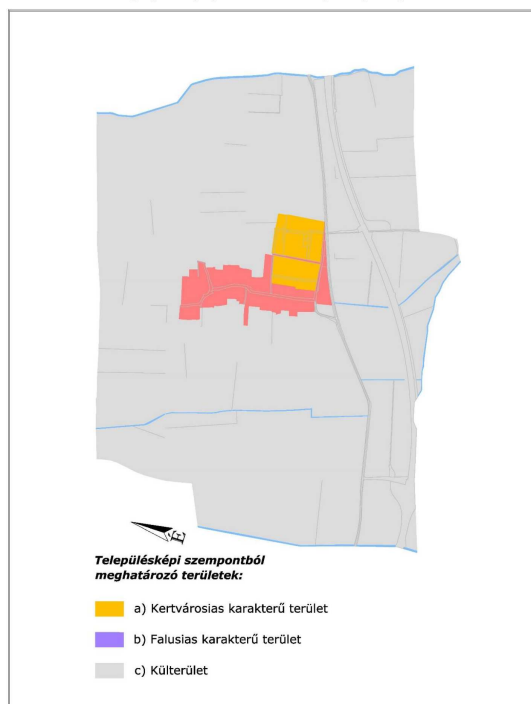 É
Településképi szempontból
meghatározó területek:
a) Kertvárosias karakterű terület
b) Falusias karakterű terület
c) Külterület